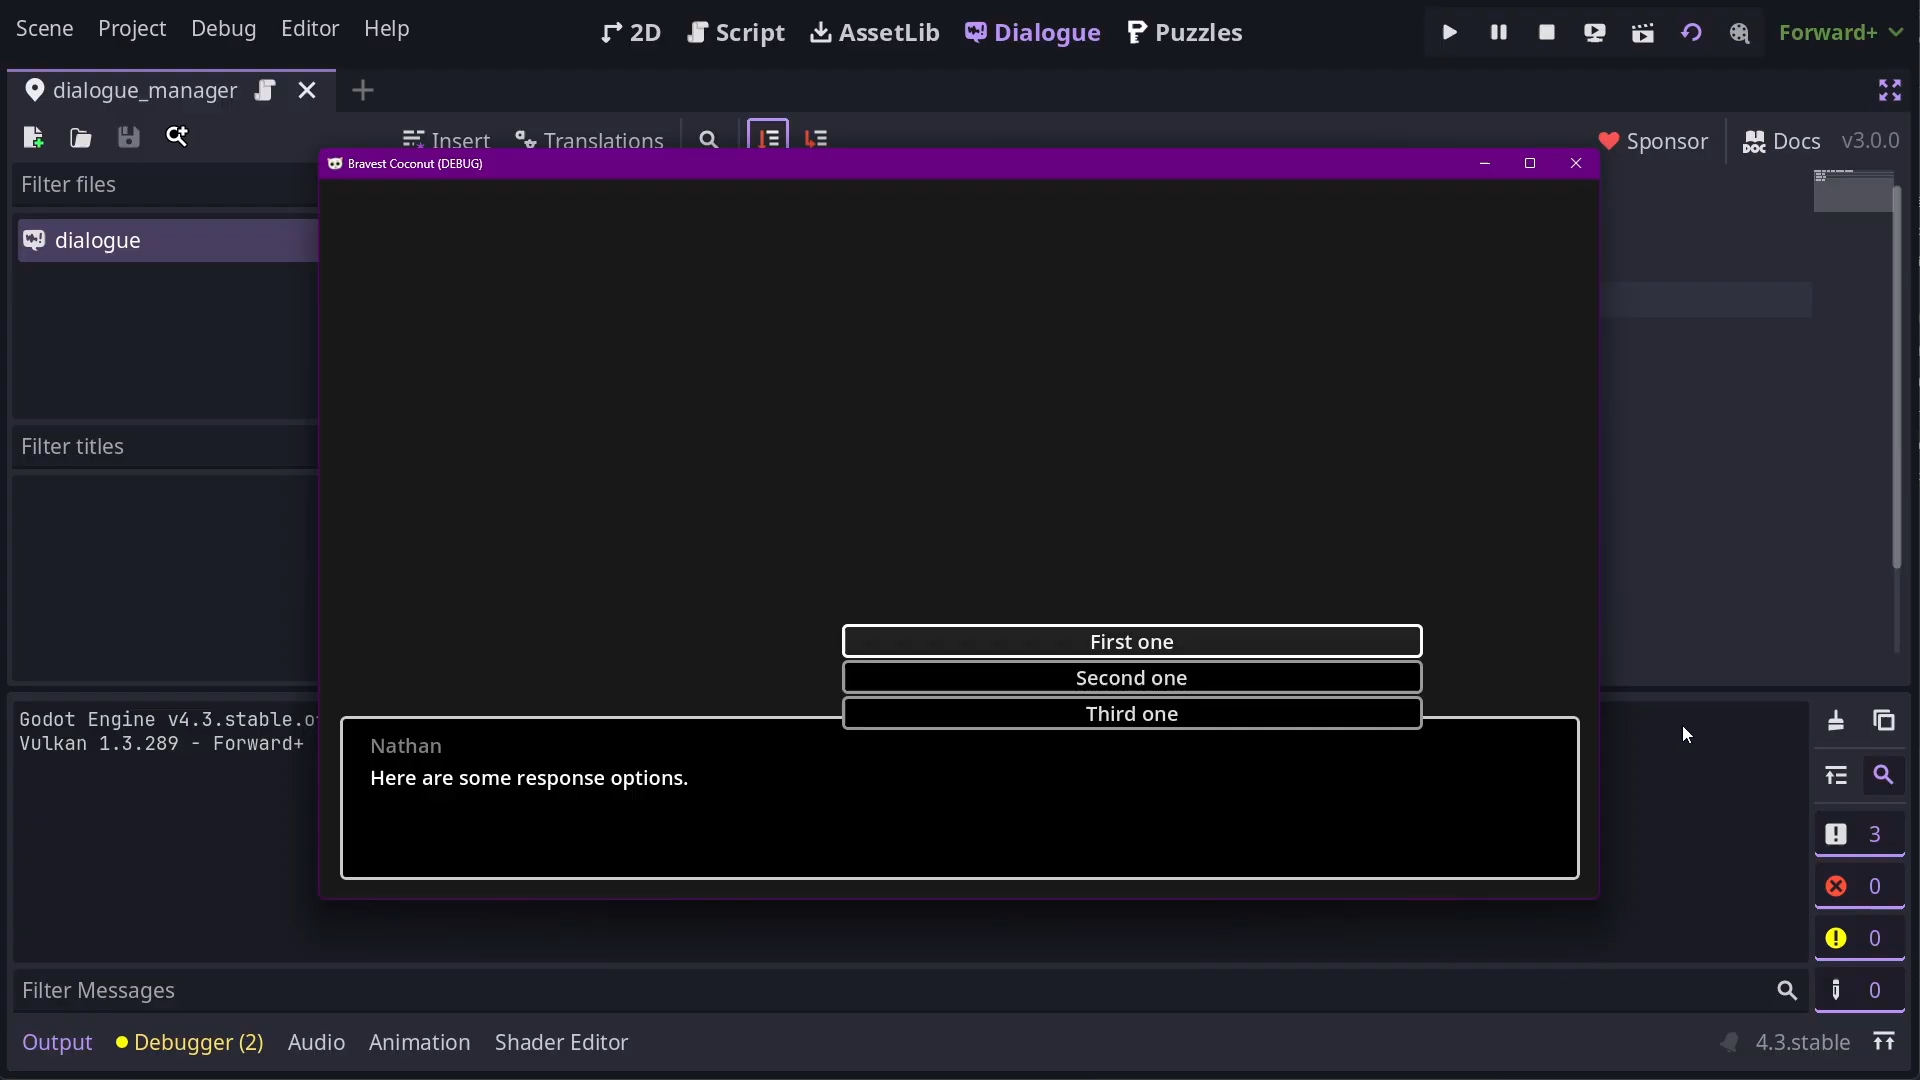 Scene Project Debug Editor Help
2D Script AssetLib Dialogue Puzzles
Forward+
dialogue_manager
Insert Translations
Sponsor DOC Docs v3.0.0
Bravest Coconut (DEBUG)
Filter files
dialogue
Filter titles
First one
Second one
Third one
Nathan
Here are some response options.
Godot Engine v4.3.stable.o
Vulkan 1.3.289 - Forward+
3
0
0
0
Filter Messages
Output Debugger (2) Audio Animation Shader Editor
4.3.stable